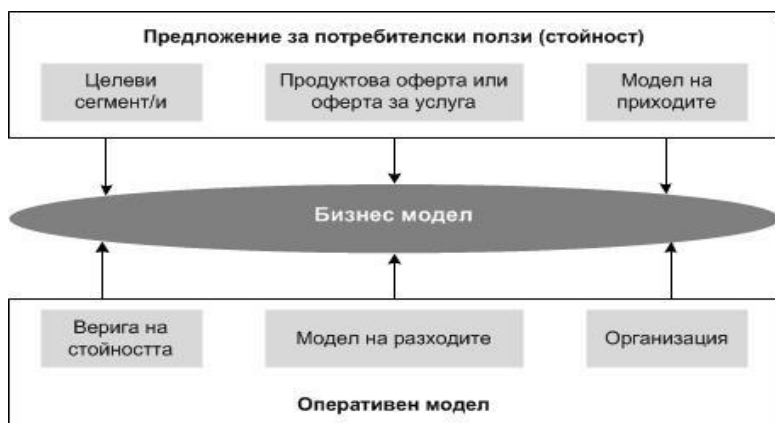 Предложение за потребителски ползи (стойност)
Целеви
сегмент/и
Продуктова оферта или
оферта за услуга
Модел на
приходите
Бизнес модел
Верига на
стойността
Модел на разходите
Организация
Оперативен модел